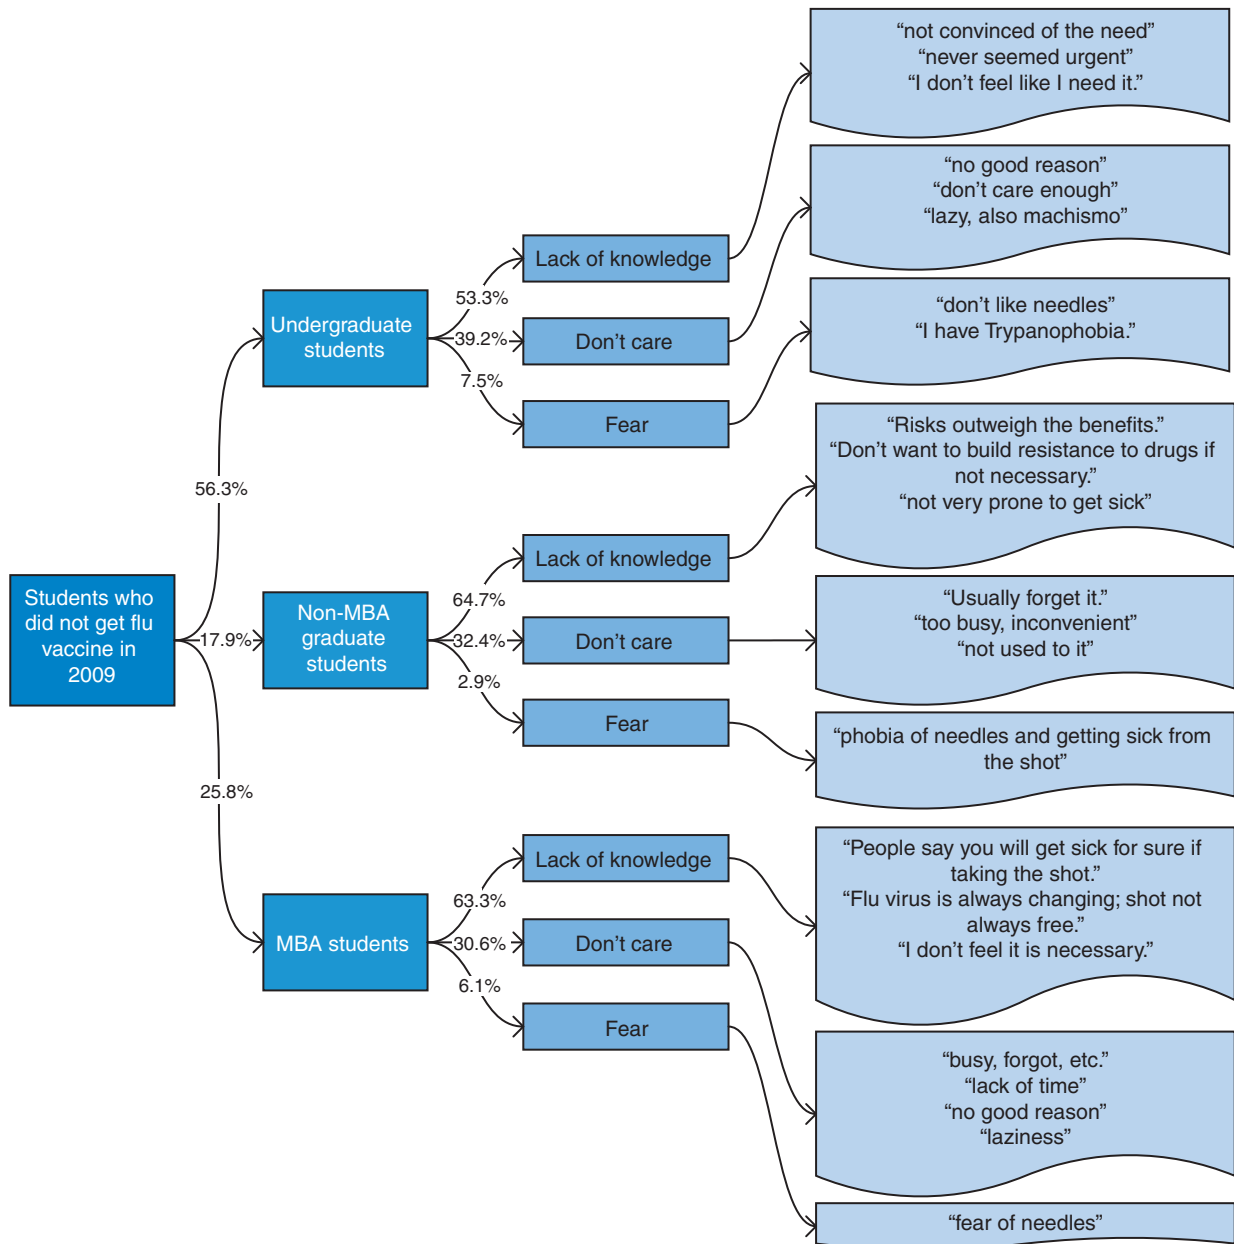 Students who
did not get flu
vaccine in
2009
56.3%
17.9%
25.8%
Undergraduate
students
53.3%
39.2%
7.5%
Lack of knowledge
Don’t care
Fear
“not convinced of the need”
“never seemed urgent”
“I don’t feel like I need it.”
“no good reason”
“don’t care enough”
“lazy, also machismo”
“don’t like needles”
“I have Trypanophobia.”
Non-MBA
graduate
students
64.7%
32.4%
2.9%
Lack of knowledge
Don’t care
Fear
“Risks outweigh the benefits.”
“Don’t want to build resistance to drugs if
not necessary.”
“not very prone to get sick”
“Usually forget it.”
“too busy, inconvenient”
“not used to it”
“phobia of needles and getting sick from
the shot”
MBA students
63.3%
30.6%
6.1%
Lack of knowledge
Don’t care
Fear
“People say you will get sick for sure if
taking the shot.”
“Flu virus is always changing; shot not
always free.”
“I don’t feel it is necessary.”
“busy, forgot, etc.”
“lack of time”
“no good reason”
“laziness”
“fear of needles”